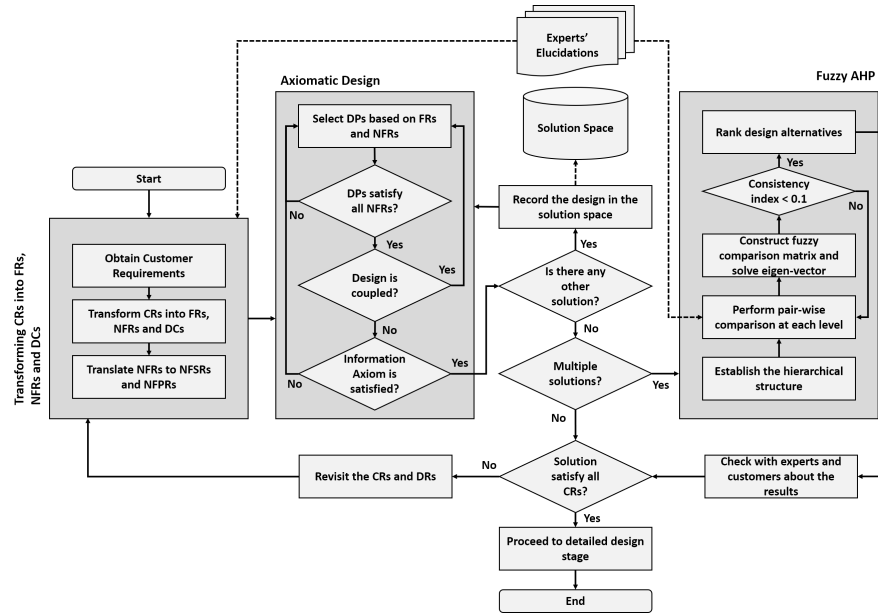 Experts'
Elucidations
Axiomatic Design
Fuzzy AHP
Select DPs based on FRs
and NFRs
Solution Space
Rank design alternatives
Start
DPs satisfy
all NFRs?
No
Yes
Record the design in the
solution space
Yes
Consistency
index < 0.1
No
Obtain Customer
Requirements
Design is
coupled?
Yes
Yes
Is there any
other
solution?
Construct fuzzy
comparison matrix and
solve eigen-vector
Transform CRs into FRs,
NFRs and DCs
Perform pair-wise
comparison at each level
No
No
Translate NFRs to NFSRs
and NFPRs
Information
Axiom is
satisfied?
No
Yes
Multiple
solutions?
Yes
Establish the hierarchical
structure
Transforming CRs into FRs,
NFRs and DCs
No
Revisit the CRs and DRs
No
Solution
satisfy all
CRs?
Check with experts and
customers about the
results
Yes
Proceed to detailed design
stage
End